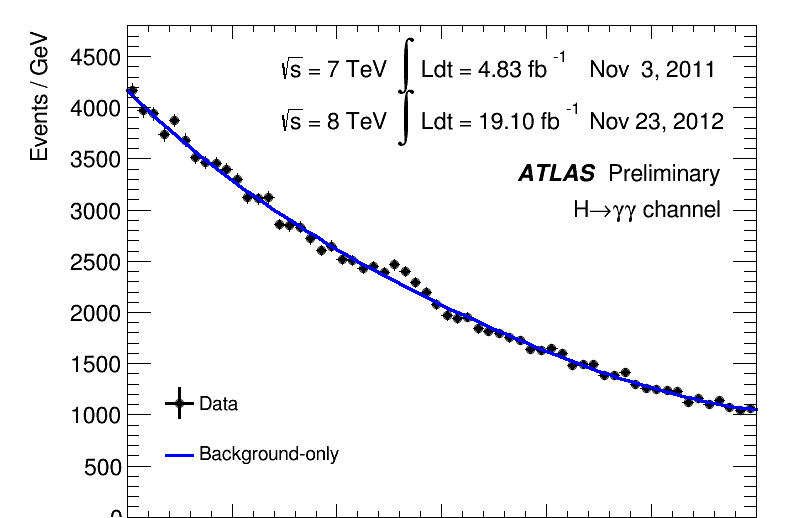 Events / GeV
4500
4000
3500
3000
2500
2000
1500
1000
500
0
√s = 7 TeV ∫ Ldt = 4.83 fb⁻¹ Nov 3, 2011
√s = 8 TeV ∫ Ldt = 19.10 fb⁻¹ Nov 23, 2012
ATLAS Preliminary
H→γγ channel
Data
Background-only